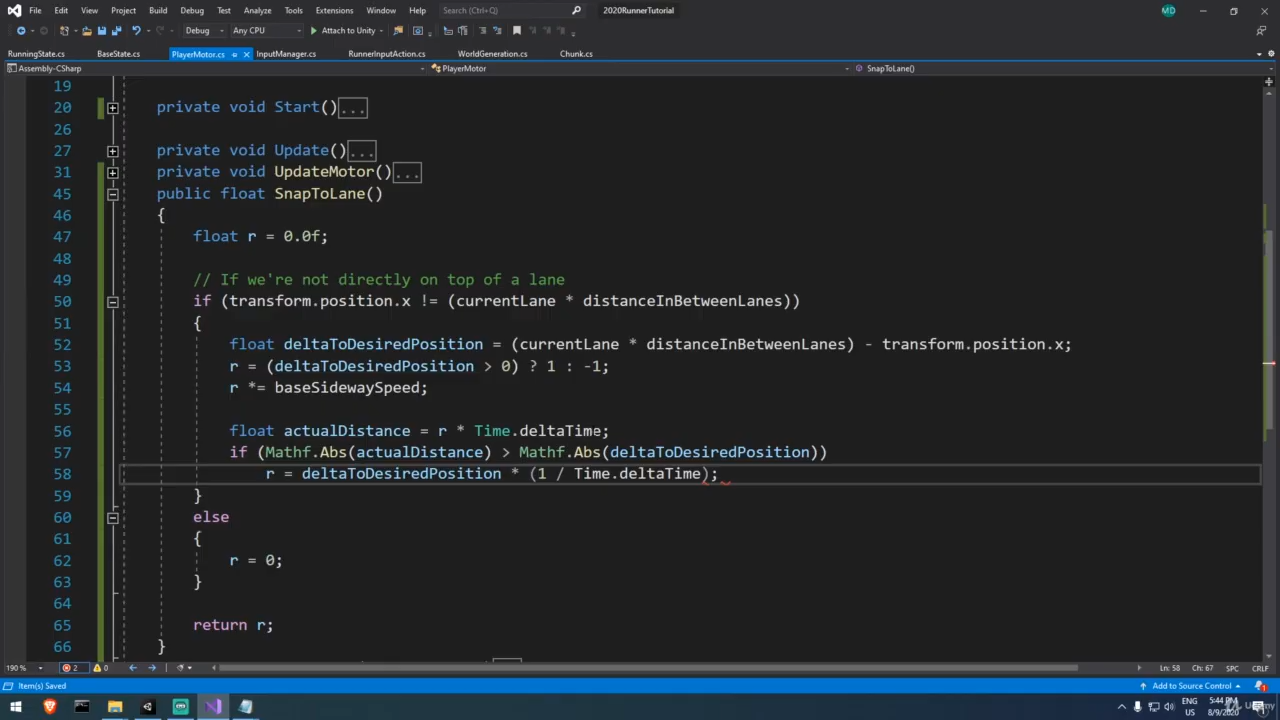 File Edit View Project Build Debug Test Analyze Tools Extensions Window Help Search (Ctrl+Q) 2020RunnerTutorial MD
Debug Any CPU Attach to Unity
RunningState.cs BaseState.cs PlayerMotor.cs InputManager.cs RunnerInputAction.cs WorldGeneration.cs Chunk.cs
Assembly-CSharp PlayerMotor SnapToLane()
19
20 private void Start()...
26
27 private void Update()...
31 private void UpdateMotor()...
45 public float SnapToLane()
46 {
47 float r = 0.0f;
48
49 // If we're not directly on top of a lane
50 if (transform.position.x != (currentLane * distanceInBetweenLanes))
51 {
52 float deltaToDesiredPosition = (currentLane * distanceInBetweenLanes) - transform.position.x;
53 r = (deltaToDesiredPosition > 0) ? 1 : -1;
54 r *= baseSidewaySpeed;
55
56 float actualDistance = r * Time.deltaTime;
57 if (Mathf.Abs(actualDistance) > Mathf.Abs(deltaToDesiredPosition))
58 r = deltaToDesiredPosition * (1 / Time.deltaTime);
59 }
60 else
61 {
62 r = 0;
63 }
64
65 return r;
66 }
190 % 2 0 Ln: 58 Ch: 67 SPC CRLF
Item(s) Saved Add to Source Control 1
ENG US 5:44 PM 8/9/2020 Udemy